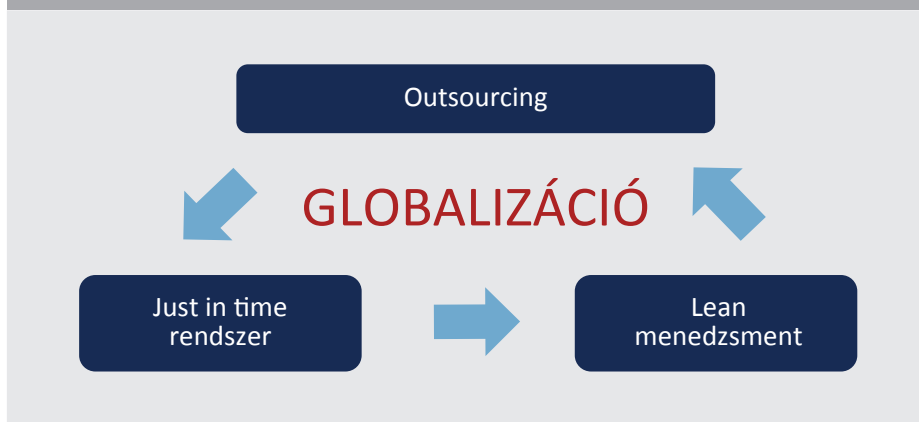 Outsourcing
GLOBALIZÁCIÓ
Just in time
rendszer
Lean
menedzsment